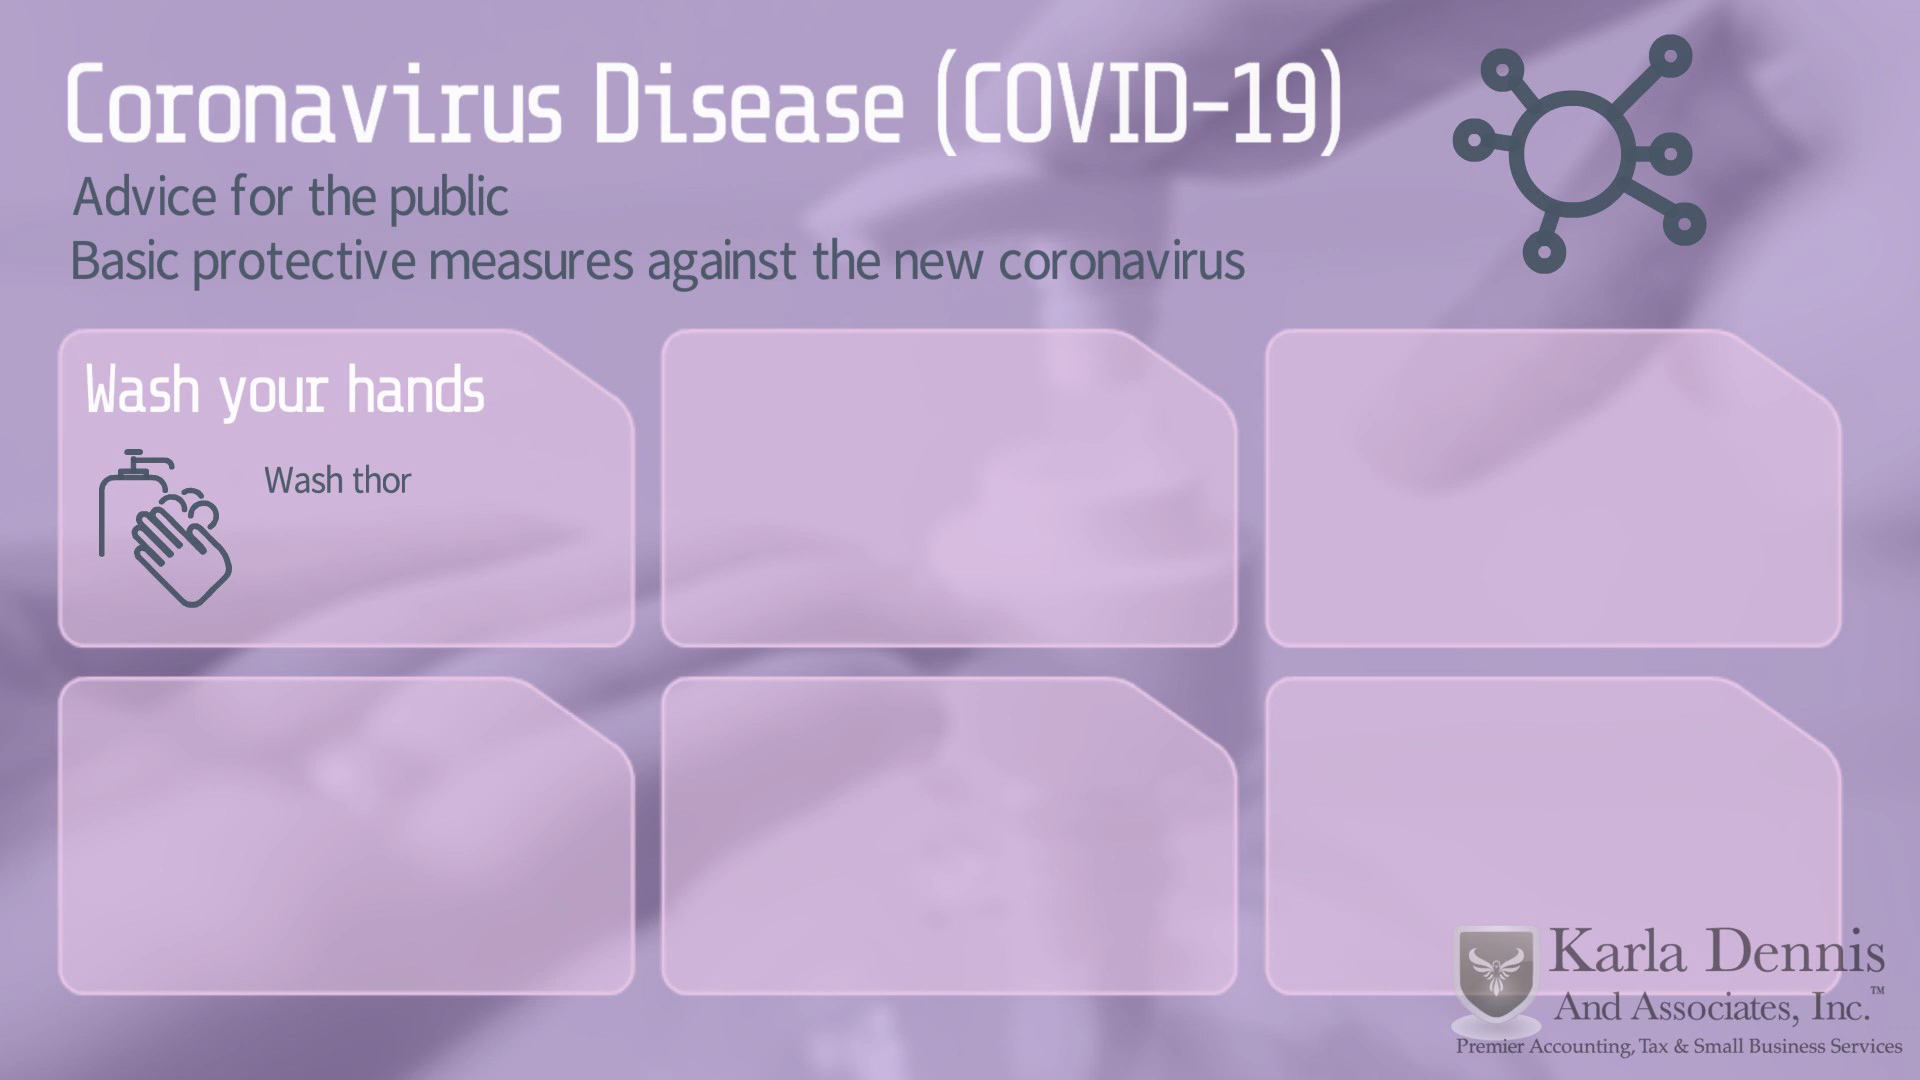 Coronavirus Disease (COVID-19)
Advice for the public
Basic protective measures against the new coronavirus
Wash your hands
Wash thor
Karla Dennis
And Associates, Inc.™
Premier Accounting, Tax & Small Business Services